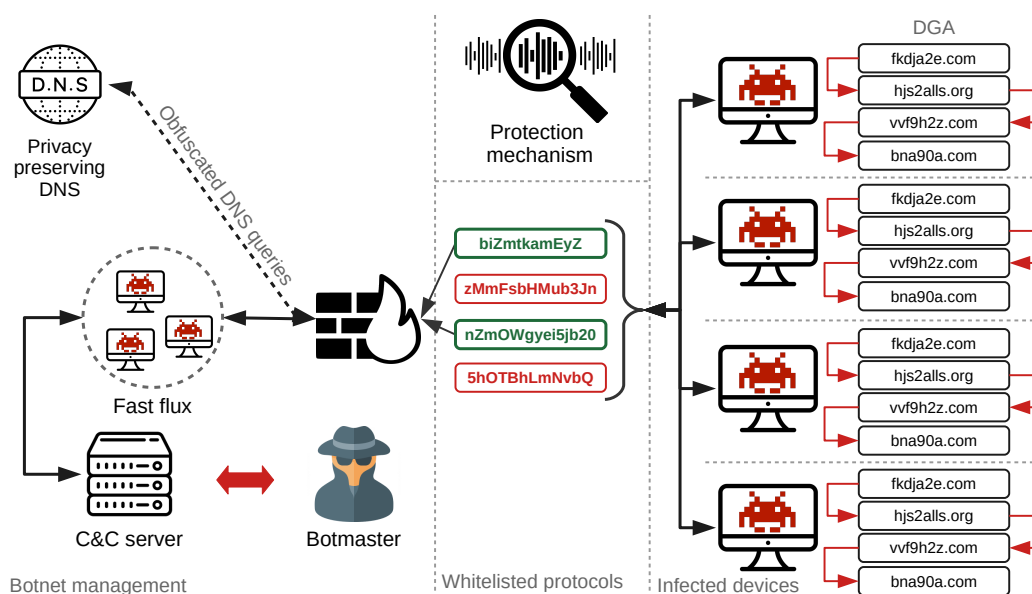 D.N.S
Privacy
preserving
DNS
Obfuscated DNS queries
Fast flux
C&C server
Botmaster
Botnet management
Protection
mechanism
biZmtkamEyZ
zMmFsbHMub3Jn
nZmOWgyei5jb20
5hOTBhLmNvbQ
Whitelisted protocols
DGA
fkdja2e.com
hjs2alls.org
vvf9h2z.com
bna90a.com
fkdja2e.com
hjs2alls.org
vvf9h2z.com
bna90a.com
fkdja2e.com
hjs2alls.org
vvf9h2z.com
bna90a.com
fkdja2e.com
hjs2alls.org
vvf9h2z.com
bna90a.com
Infected devices